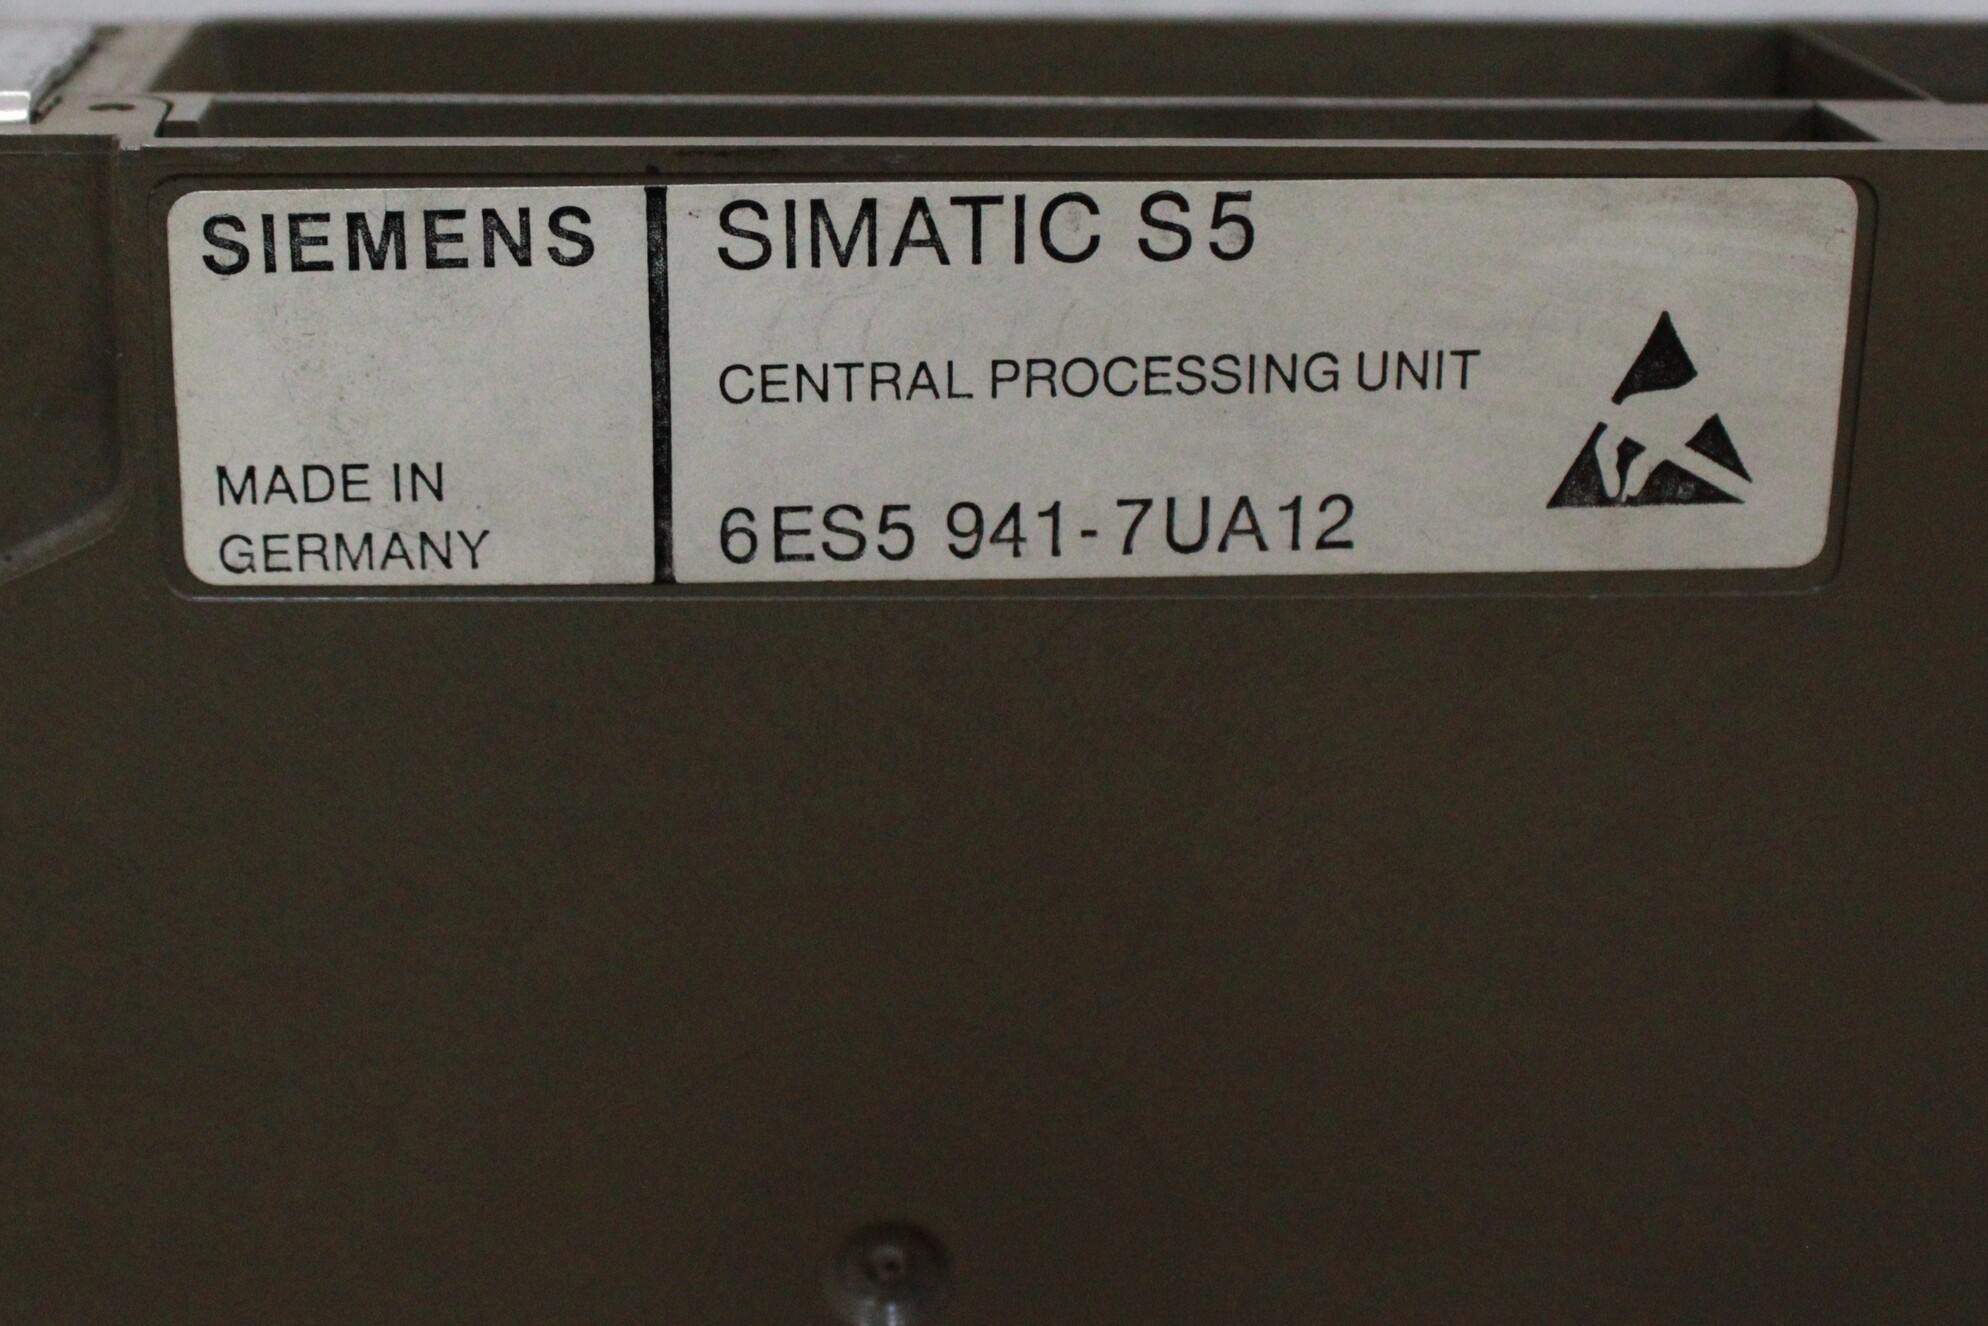 SIEMENS
MADE IN
GERMANY
SIMATIC S5
CENTRAL PROCESSING UNIT
6ES5 941-7UA12